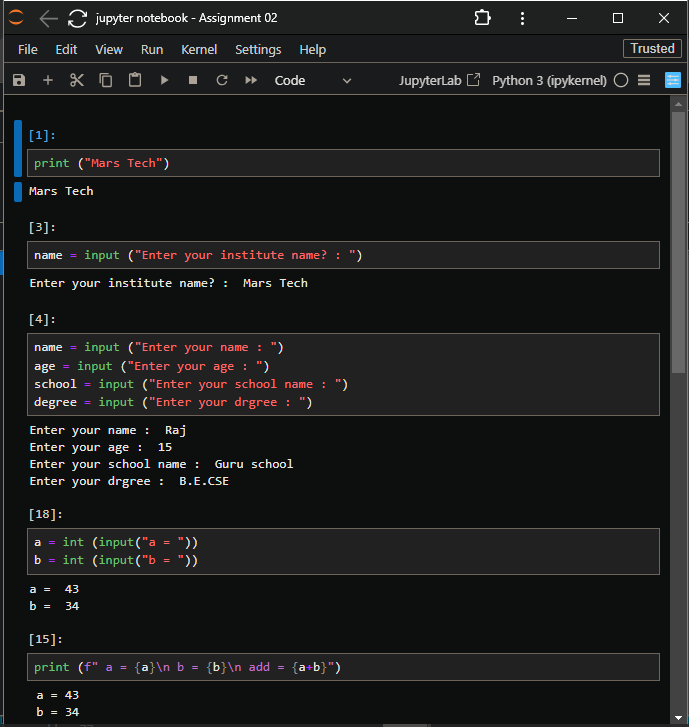 jupyter notebook - Assignment 02
File Edit View Run Kernel Settings Help Trusted
Code JupyterLab Python 3 (ipykernel)
[1]:
print ("Mars Tech")
Mars Tech
[3]:
name = input ("Enter your institute name? : ")
Enter your institute name? :  Mars Tech
[4]:
name = input ("Enter your name : ")
age = input ("Enter your age : ")
school = input ("Enter your school name : ")
degree = input ("Enter your drgree : ")
Enter your name :  Raj
Enter your age :  15
Enter your school name :  Guru school
Enter your drgree :  B.E.CSE
[18]:
a = int (input("a = "))
b = int (input("b = "))
a =  43
b =  34
[15]:
print (f" a = {a}\n b = {b}\n add = {a+b}")
a = 43
b = 34